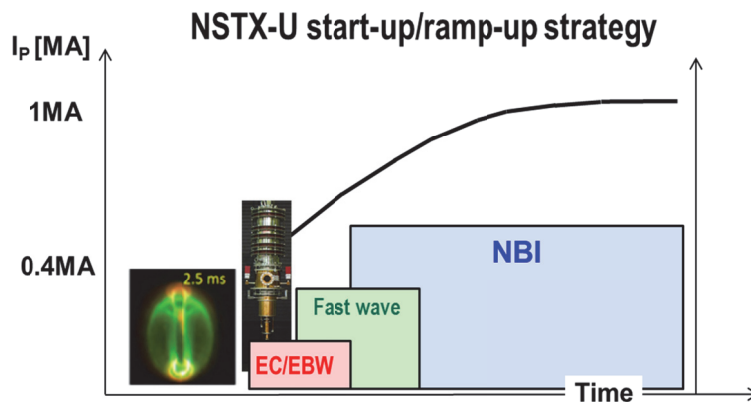 NSTX-U start-up/ramp-up strategy
I_P [MA]
1MA
0.4MA
2.5 ms
NBI
Fast wave
EC/EBW
Time